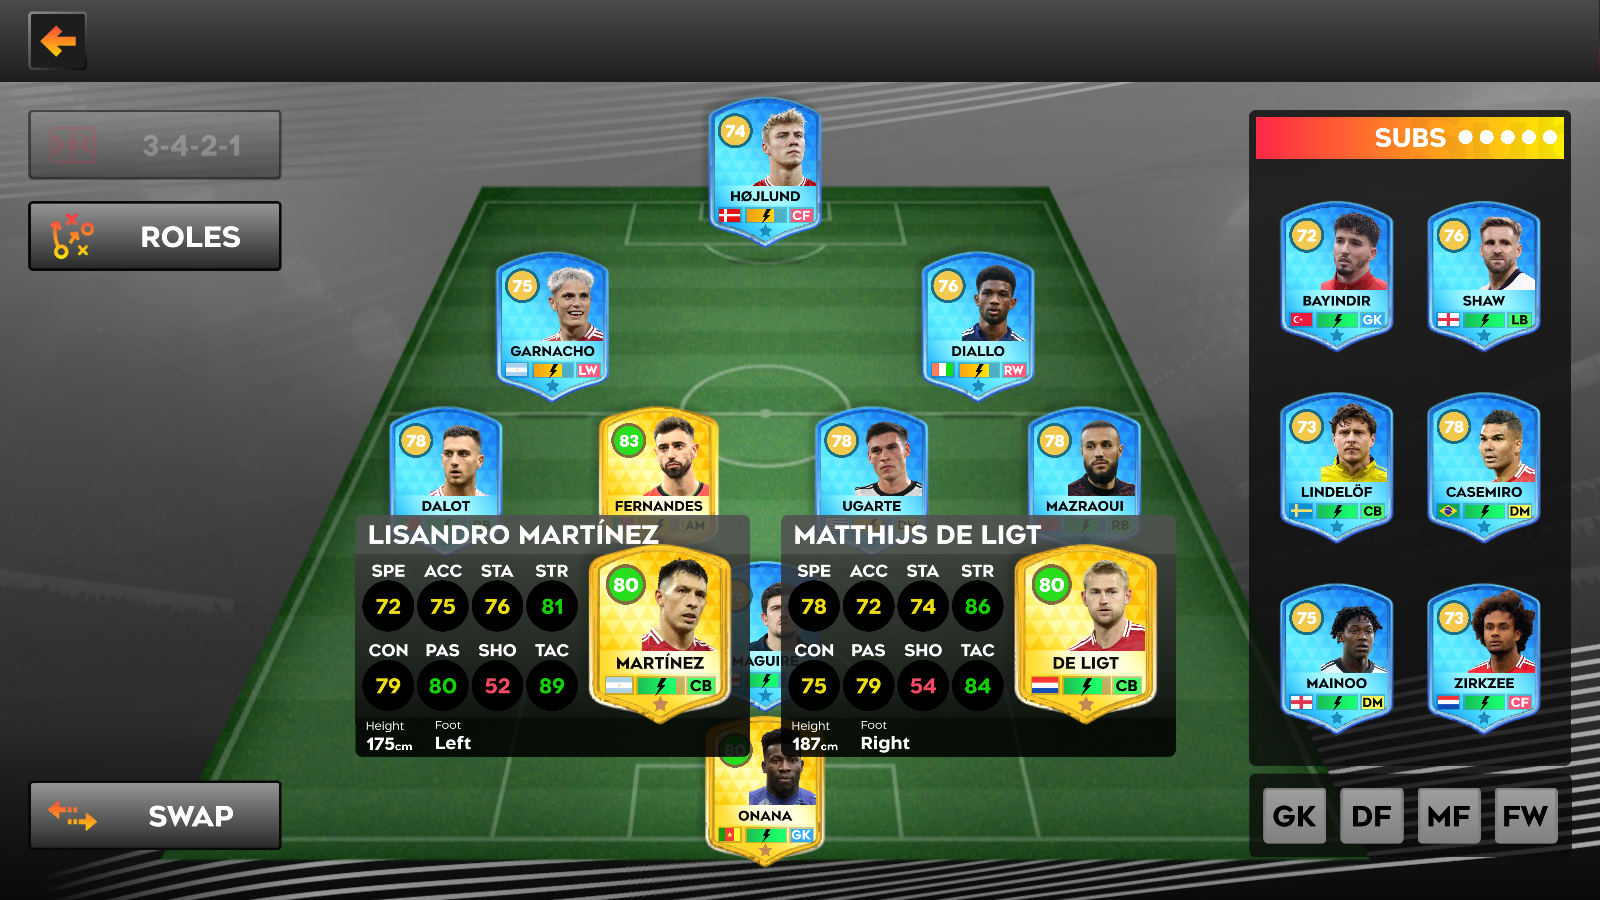 3-4-2-1
ROLES
SWAP
74
HØJLUND
CF
75
GARNACHO
LW
76
DIALLO
RW
78
DALOT
83
FERNANDES
AM
78
UGARTE
DM
78
MAZRAOUI
RB
LISANDRO MARTÍNEZ
SPE ACC STA STR
72 75 76 81
CON PAS SHO TAC
79 80 52 89
Height Foot
175cm Left
80
MARTÍNEZ
CB
MAGUIRE
MATTHIJS DE LIGT
SPE ACC STA STR
78 72 74 86
CON PAS SHO TAC
75 79 54 84
Height Foot
187cm Right
80
DE LIGT
CB
80
ONANA
GK
SUBS
72
BAYINDIR
GK
76
SHAW
LB
73
LINDELÖF
CB
78
CASEMIRO
DM
75
MAINOO
DM
73
ZIRKZEE
CF
GK DF MF FW